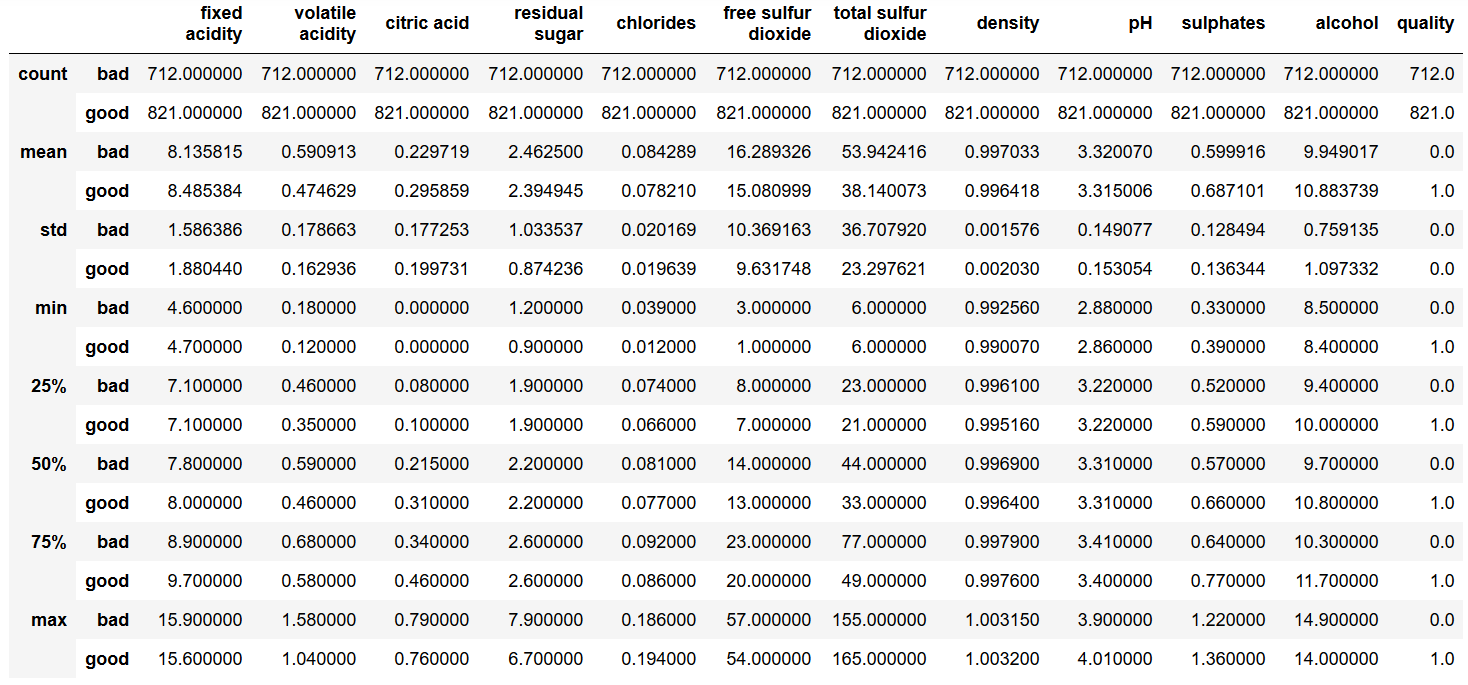 fixed acidity volatile acidity citric acid residual sugar chlorides free sulfur dioxide total sulfur dioxide density pH sulphates alcohol quality
count bad 712.000000 712.000000 712.000000 712.000000 712.000000 712.000000 712.000000 712.000000 712.000000 712.000000 712.000000 712.0
good 821.000000 821.000000 821.000000 821.000000 821.000000 821.000000 821.000000 821.000000 821.000000 821.000000 821.000000 821.0
mean bad 8.135815 0.590913 0.229719 2.462500 0.084289 16.289326 53.942416 0.997033 3.320070 0.599916 9.949017 0.0
good 8.485384 0.474629 0.295859 2.394945 0.078210 15.080999 38.140073 0.996418 3.315006 0.687101 10.883739 1.0
std bad 1.586386 0.178663 0.177253 1.033537 0.020169 10.369163 36.707920 0.001576 0.149077 0.128494 0.759135 0.0
good 1.880440 0.162936 0.199731 0.874236 0.019639 9.631748 23.297621 0.002030 0.153054 0.136344 1.097332 0.0
min bad 4.600000 0.180000 0.000000 1.200000 0.039000 3.000000 6.000000 0.992560 2.880000 0.330000 8.500000 0.0
good 4.700000 0.120000 0.000000 0.900000 0.012000 1.000000 6.000000 0.990070 2.860000 0.390000 8.400000 1.0
25% bad 7.100000 0.460000 0.080000 1.900000 0.074000 8.000000 23.000000 0.996100 3.220000 0.520000 9.400000 0.0
good 7.100000 0.350000 0.100000 1.900000 0.066000 7.000000 21.000000 0.995160 3.220000 0.590000 10.000000 1.0
50% bad 7.800000 0.590000 0.215000 2.200000 0.081000 14.000000 44.000000 0.996900 3.310000 0.570000 9.700000 0.0
good 8.000000 0.460000 0.310000 2.200000 0.077000 13.000000 33.000000 0.996400 3.310000 0.660000 10.800000 1.0
75% bad 8.900000 0.680000 0.340000 2.600000 0.092000 23.000000 77.000000 0.997900 3.410000 0.640000 10.300000 0.0
good 9.700000 0.580000 0.460000 2.600000 0.086000 20.000000 49.000000 0.997600 3.400000 0.770000 11.700000 1.0
max bad 15.900000 1.580000 0.790000 7.900000 0.186000 57.000000 155.000000 1.003150 3.900000 1.220000 14.900000 0.0
good 15.600000 1.040000 0.760000 6.700000 0.194000 54.000000 165.000000 1.003200 4.010000 1.360000 14.000000 1.0